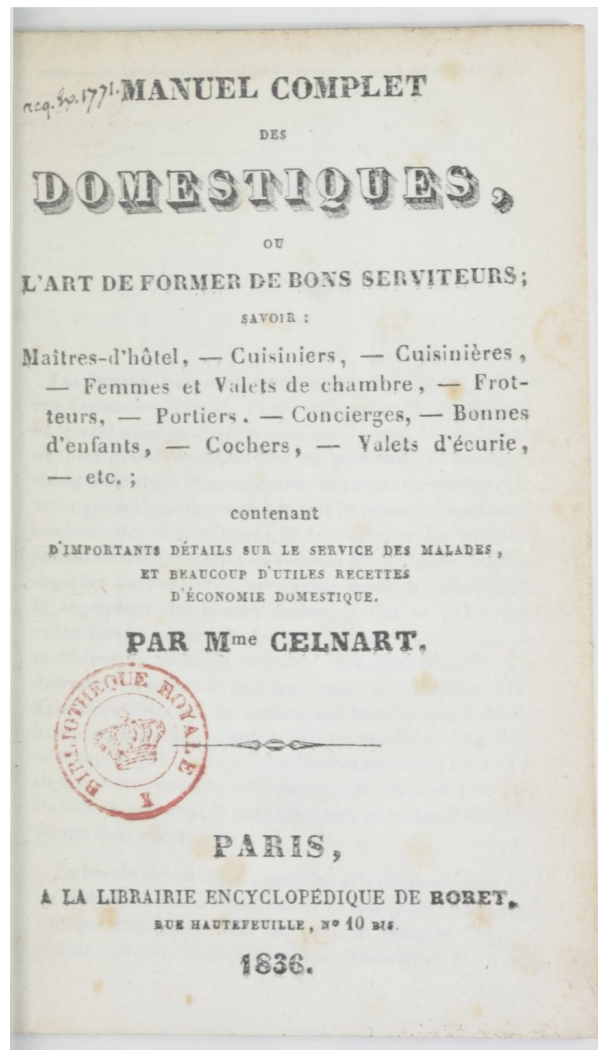 acq. Ex. 1771.
MANUEL COMPLET
DES
DOMESTIQUES,
OU
L'ART DE FORMER DE BONS SERVITEURS;
SAVOIR :
Maîtres-d'hôtel, — Cuisiniers, — Cuisinières,
— Femmes et Valets de chambre, — Frot-
teurs, — Portiers. — Concierges, — Bonnes
d'enfants, — Cochers, — Valets d'écurie,
— etc.;
contenant
D'IMPORTANTS DÉTAILS SUR LE SERVICE DES MALADES,
ET BEAUCOUP D'UTILES RECETTES
D'ÉCONOMIE DOMESTIQUE.
PAR Mme CELNART.
BIBLIOTHEQUE ROYALE
PARIS,
A LA LIBRAIRIE ENCYCLOPÉDIQUE DE RORET,
RUE HAUTEFEUILLE, No 10 BIS.
1836.